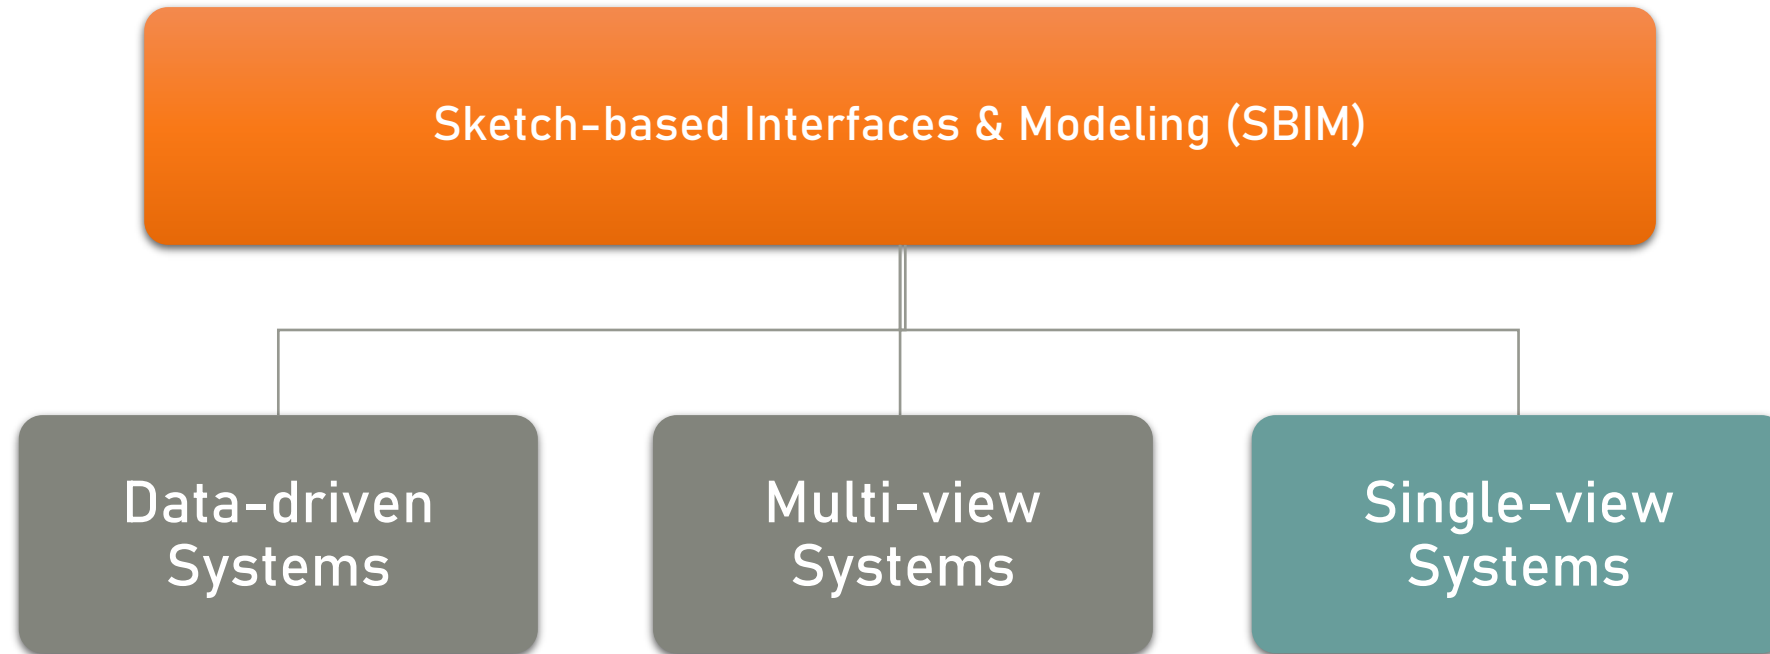 Sketch-based Interfaces & Modeling (SBIM)
Data-driven
Systems
Multi-view
Systems
Single-view
Systems